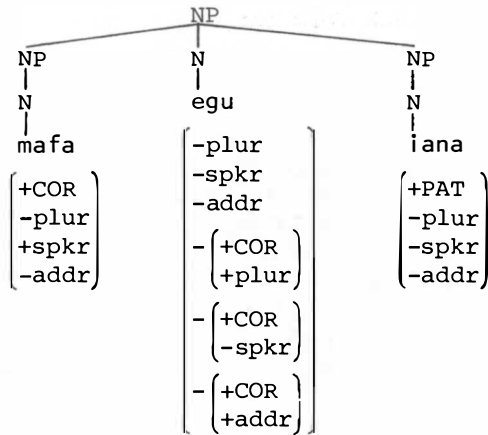 NP
NP N NP
N egu N
mafa iana
-plur
-spkr
+COR -addr +PAT
-plur -(+COR -plur
+spkr +plur) -spkr
-addr -(+COR -addr
-spkr)
-(+COR
+addr)